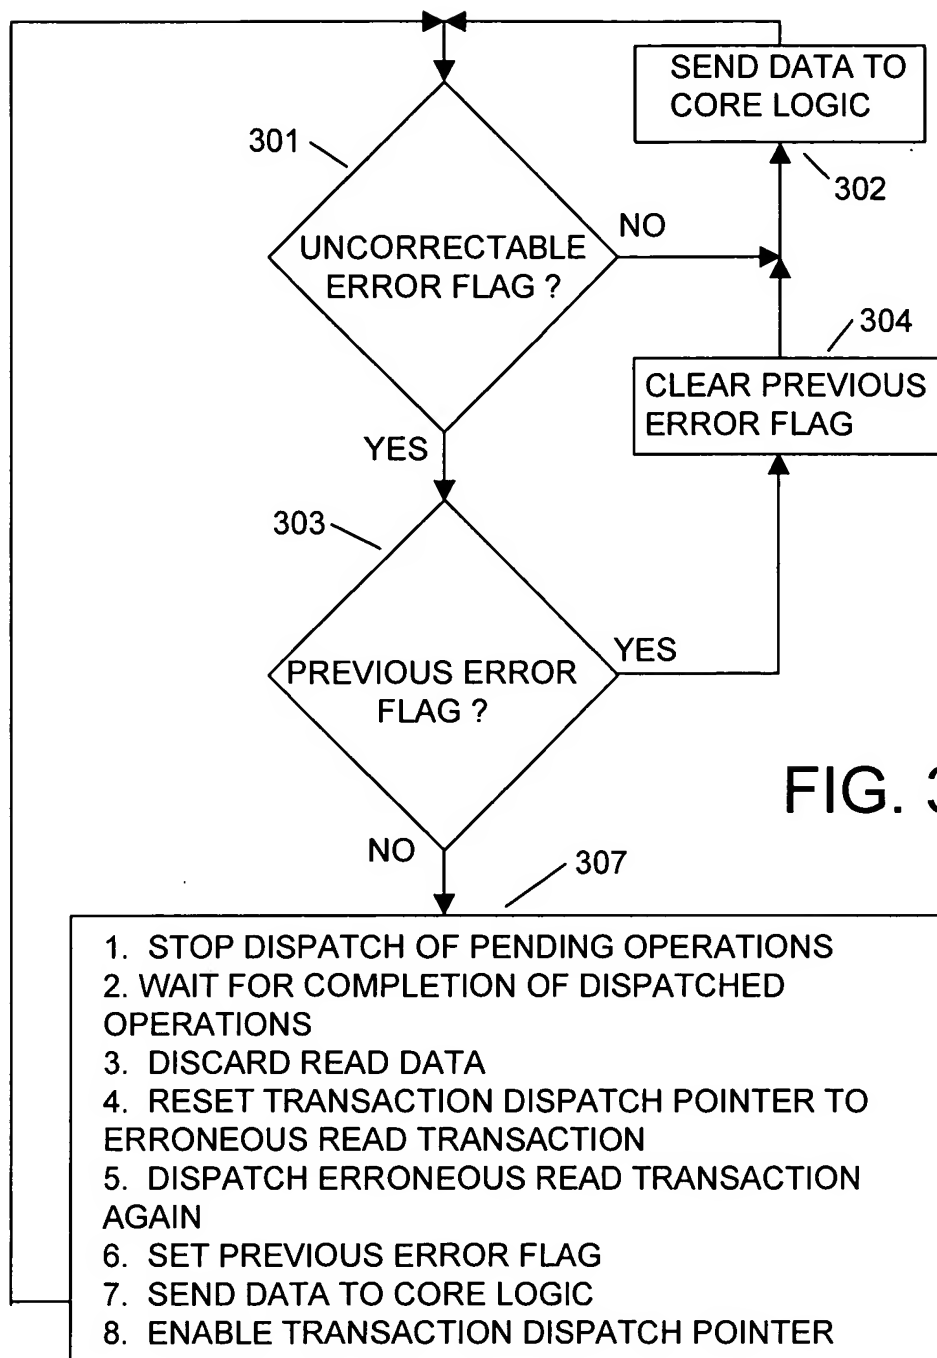 SEND DATA TO
CORE LOGIC
301
302
UNCORRECTABLE
ERROR FLAG ?
NO
304
CLEAR PREVIOUS
ERROR FLAG
YES
303
PREVIOUS ERROR
FLAG ?
YES
FIG. 3
NO
307
1. STOP DISPATCH OF PENDING OPERATIONS
2. WAIT FOR COMPLETION OF DISPATCHED
OPERATIONS
3. DISCARD READ DATA
4. RESET TRANSACTION DISPATCH POINTER TO
ERRONEOUS READ TRANSACTION
5. DISPATCH ERRONEOUS READ TRANSACTION
AGAIN
6. SET PREVIOUS ERROR FLAG
7. SEND DATA TO CORE LOGIC
8. ENABLE TRANSACTION DISPATCH POINTER